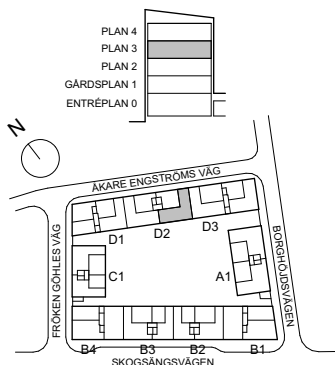 PLAN 4
PLAN 3
PLAN 2
GÅRDSPLAN 1
ENTRÉPLAN 0
N
ÅKARE ENGSTRÖMS VÄG
FRÖKEN GÖHLES VÄG
BORGHÖJDSVÄGEN
D1
D2
D3
C1
A1
B4
B3
B2
B1
SKOGSÄNGSVÄGEN